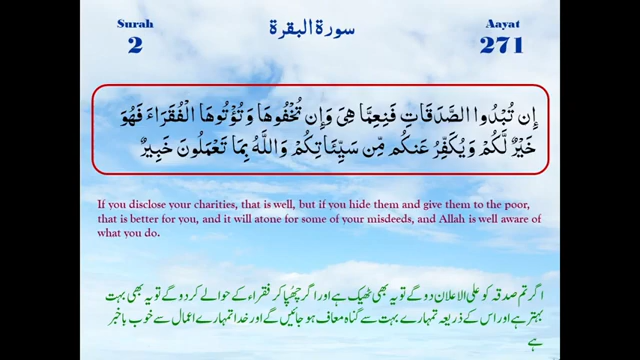 Surah
2
سورة البقرة
Aayat
271
إِن تُبْدُوا الصَّدَقَاتِ فَنِعِمَّا هِيَ وَإِن تُخْفُوهَا وَتُؤْتُوهَا الْفُقَرَاءَ فَهُوَ
خَيْرٌ لَّكُمْ وَيُكَفِّرُ عَنكُم مِّن سَيِّئَاتِكُمْ وَاللَّهُ بِمَا تَعْمَلُونَ خَبِيرٌ
If you disclose your charities, that is well, but if you hide them and give them to the poor,
that is better for you, and it will atone for some of your misdeeds, and Allah is well aware of
what you do.
اگر تم صدقہ کو علی الاعلان دوگے تو یہ بھی ٹھیک ہے اور اگر چھپا کر فقراء کے حوالے کر دوگے تو یہ بھی بہت
بہتر ہے اور اس کے ذریعہ تمہارے بہت سے گناہ معاف ہو جائیں گے اور خدا تمہارے اعمال سے خوب باخبر
ہے